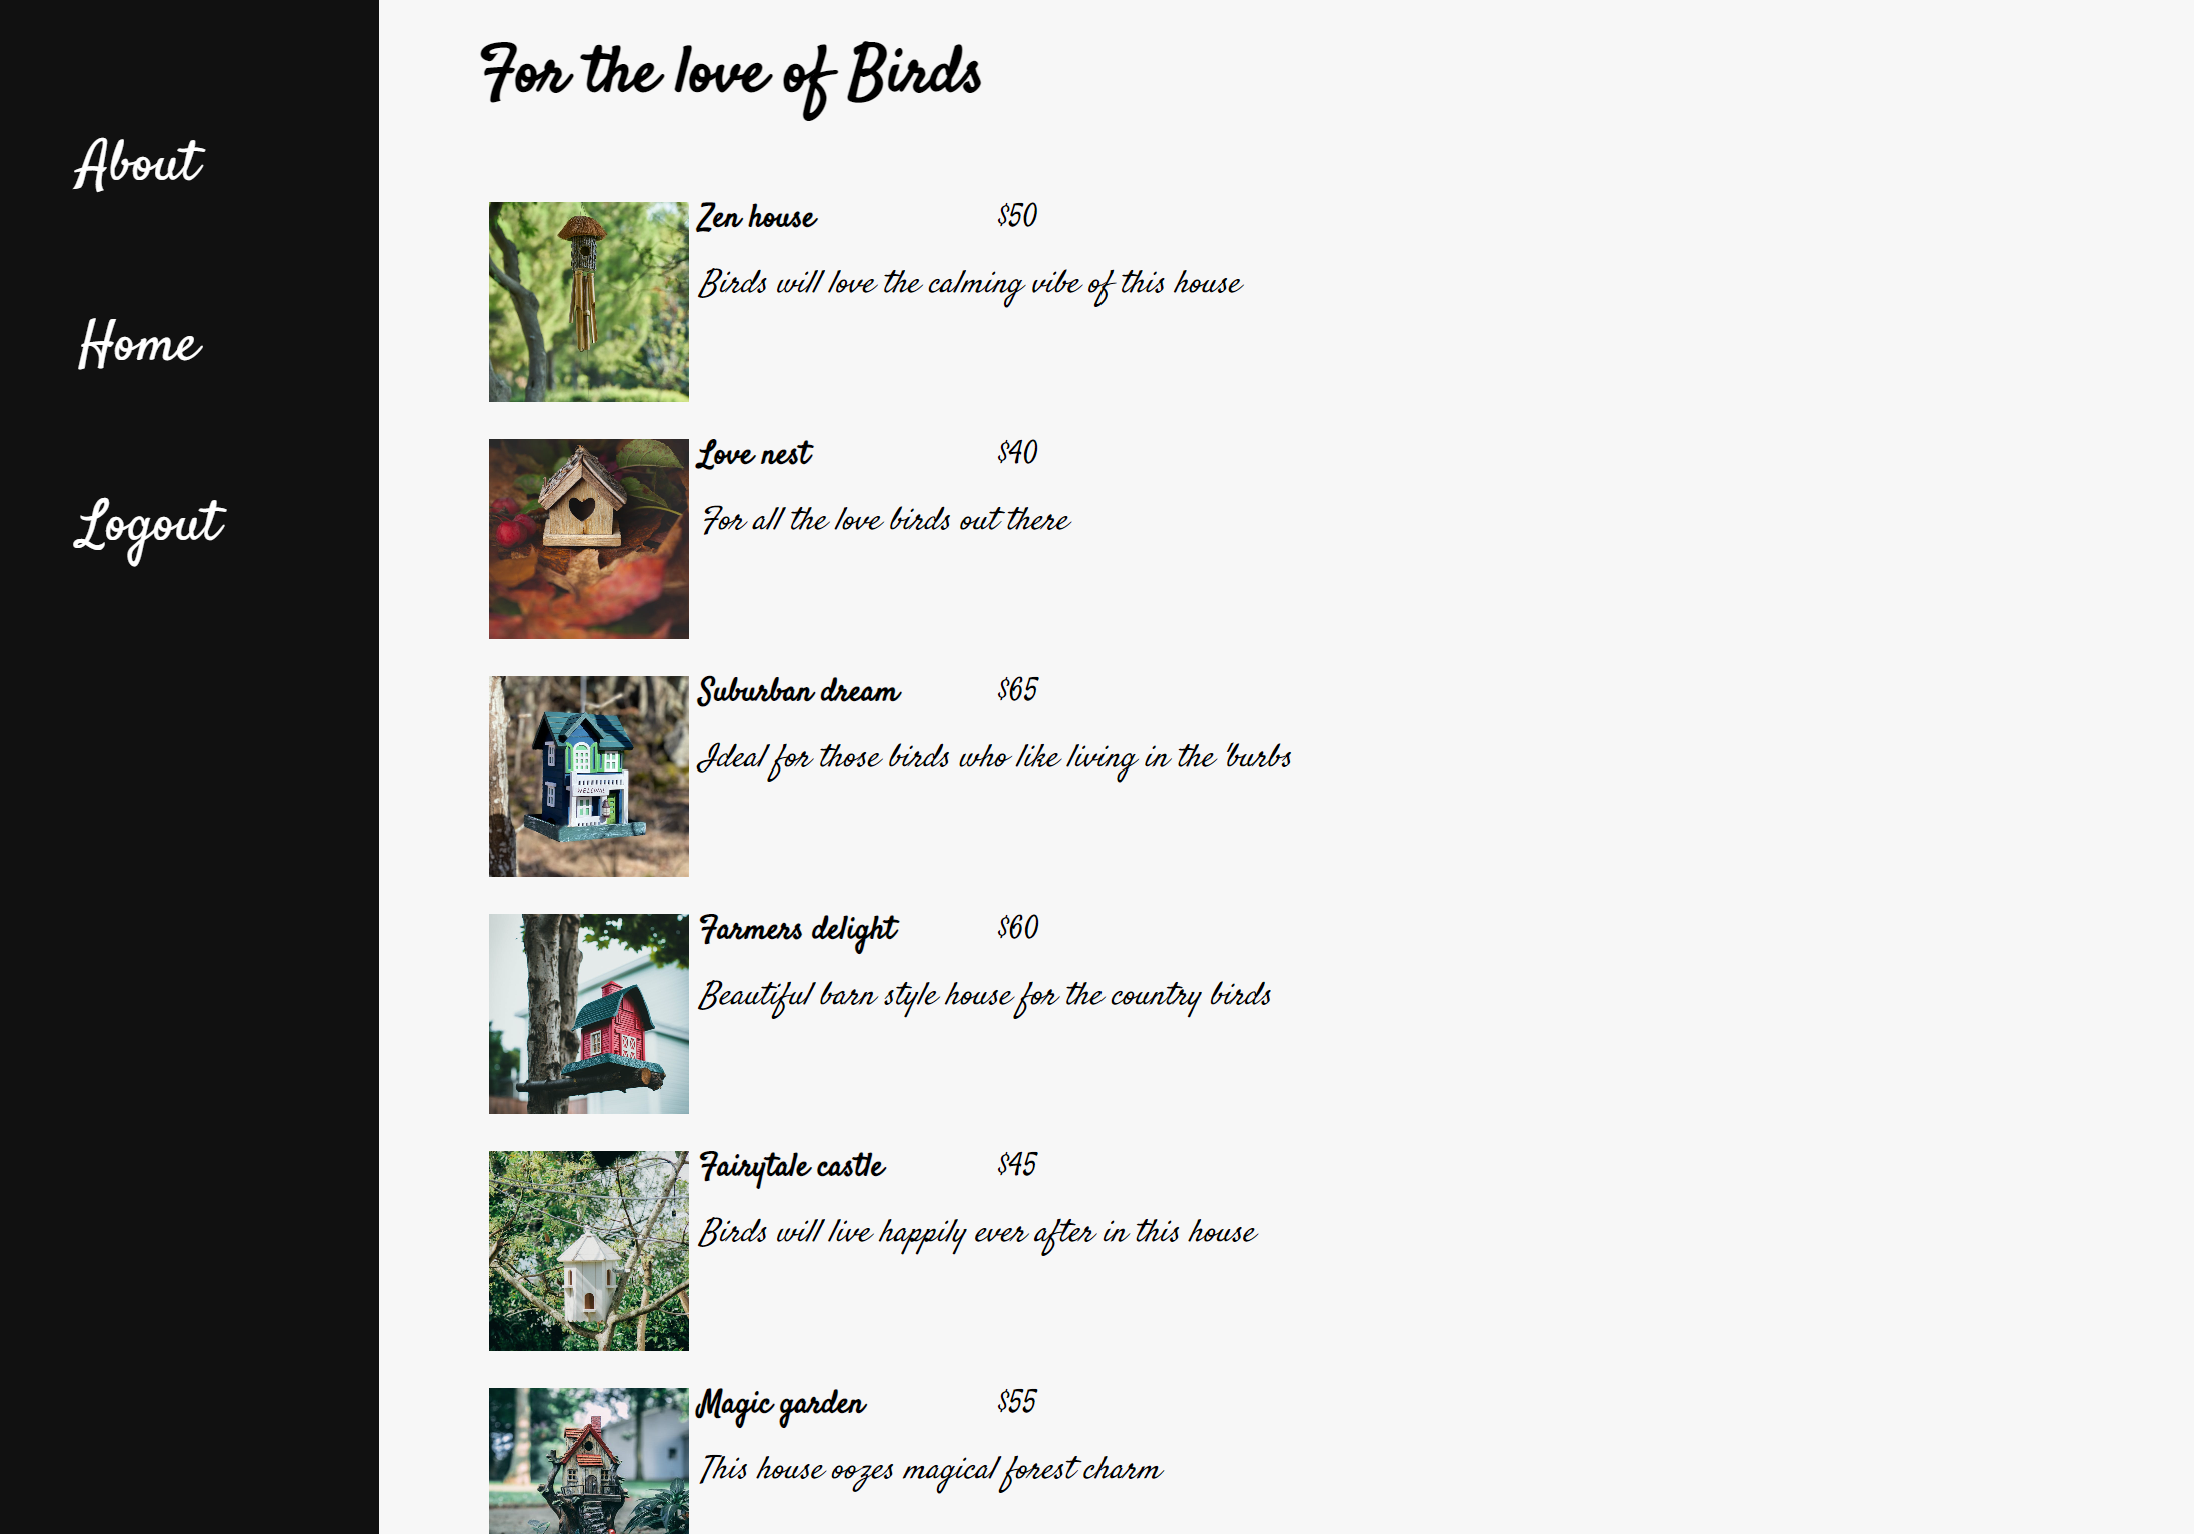 For the love of Birds
About
Home
Logout
Zen house $50
Birds will love the calming vibe of this house
Love nest $40
For all the love birds out there
Suburban dream $65
Ideal for those birds who like living in the 'burbs
WELCOME
Farmers delight $60
Beautiful barn style house for the country birds
Fairytale castle $45
Birds will live happily ever after in this house
Magic garden $55
This house oozes magical forest charm